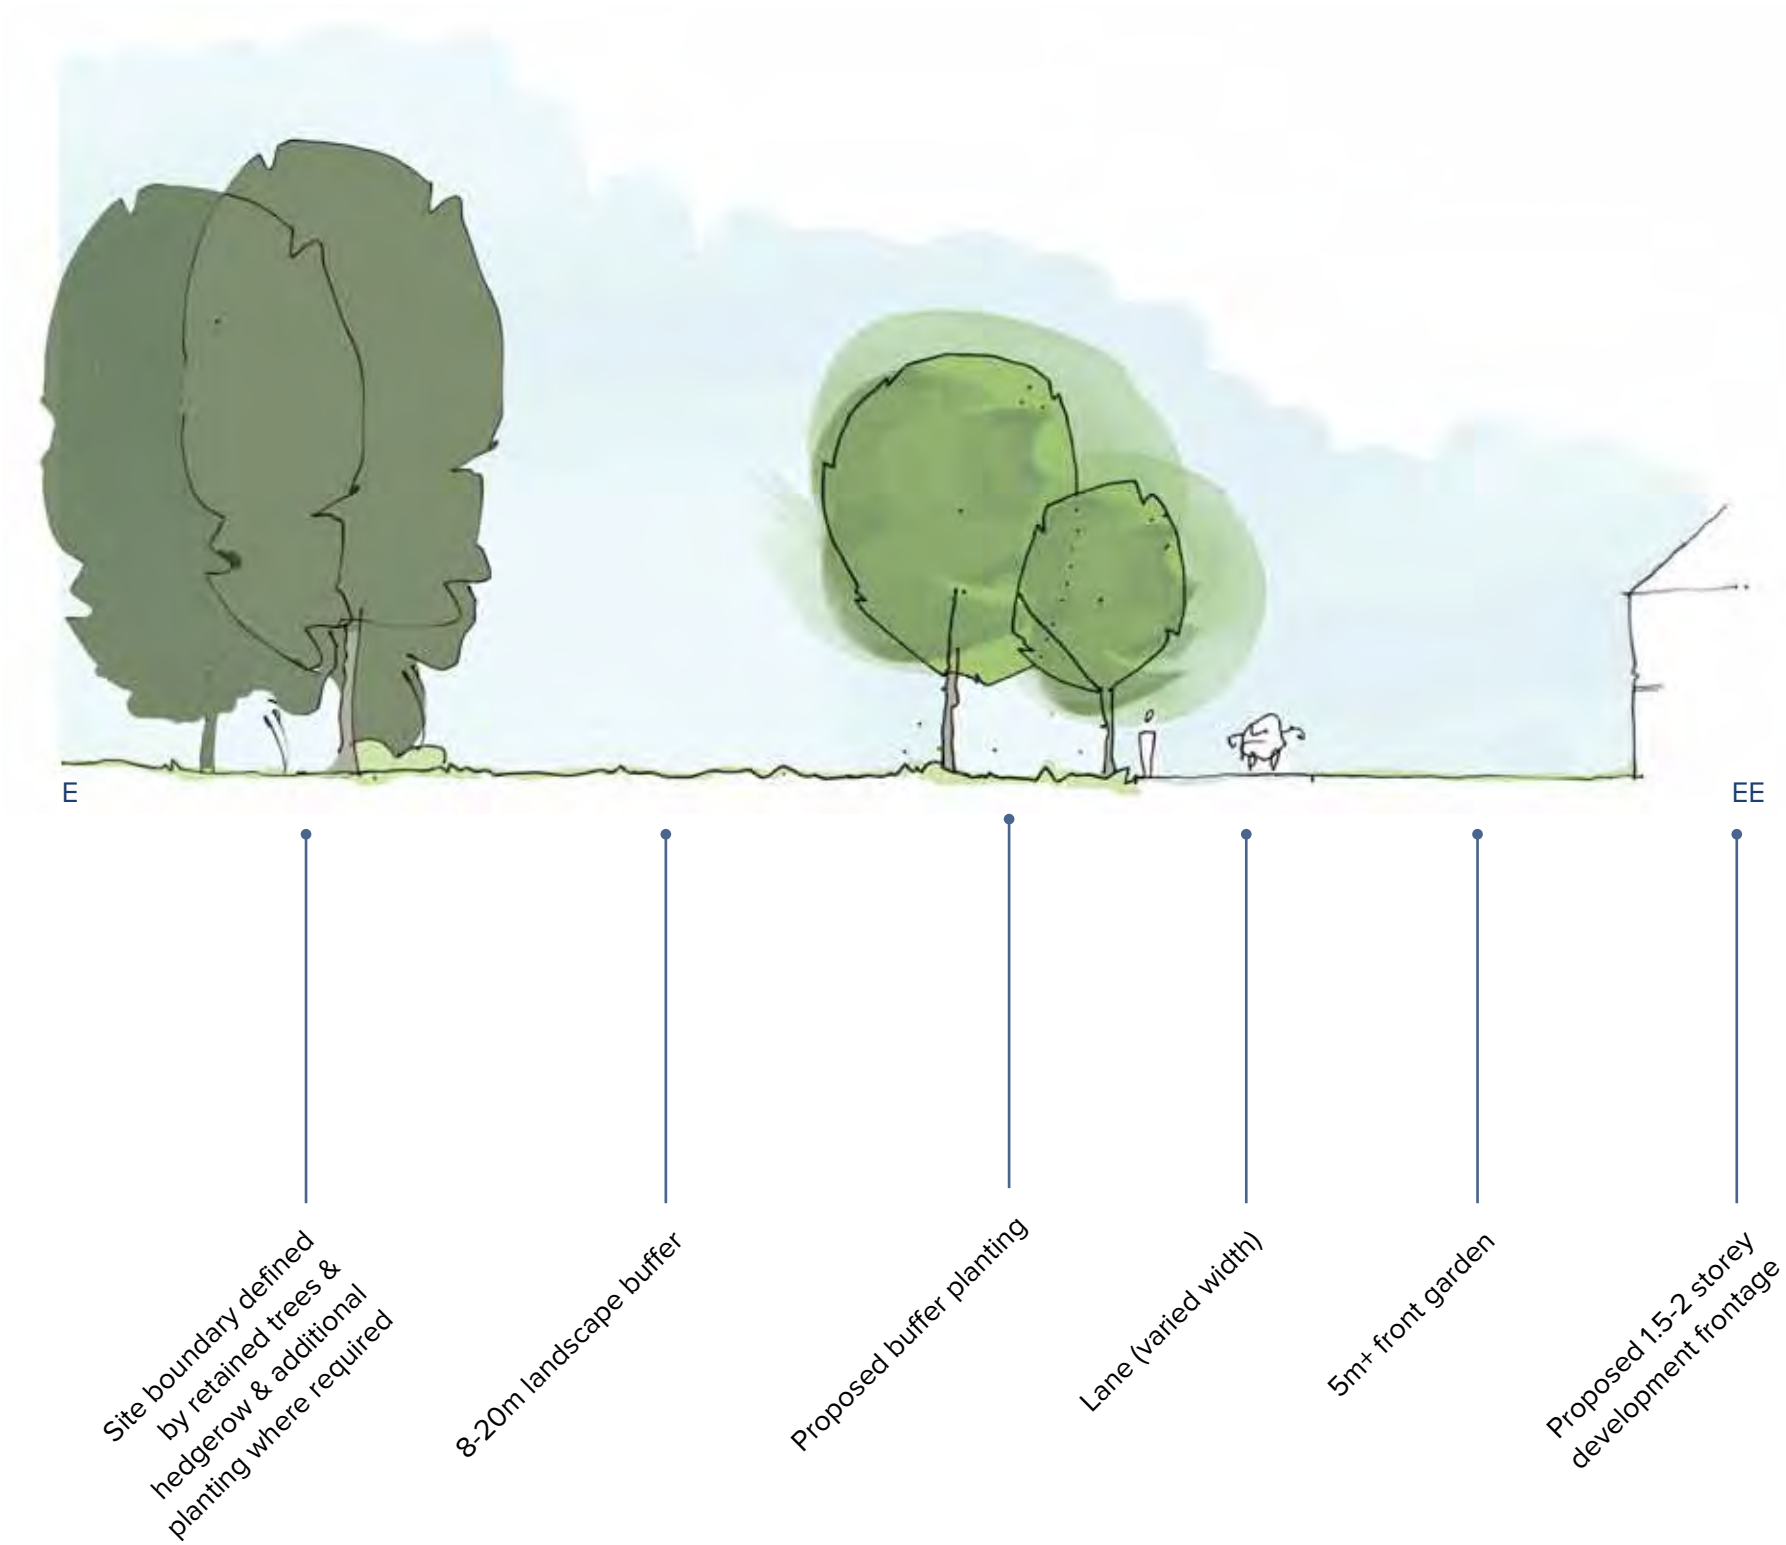 E
EE
Site boundary defined
by retained trees &
hedgerow & additional
planting where required
8-20m landscape buffer
Proposed buffer planting
Lane (varied width)
5m+ front garden
Proposed 1.5-2 storey
development frontage